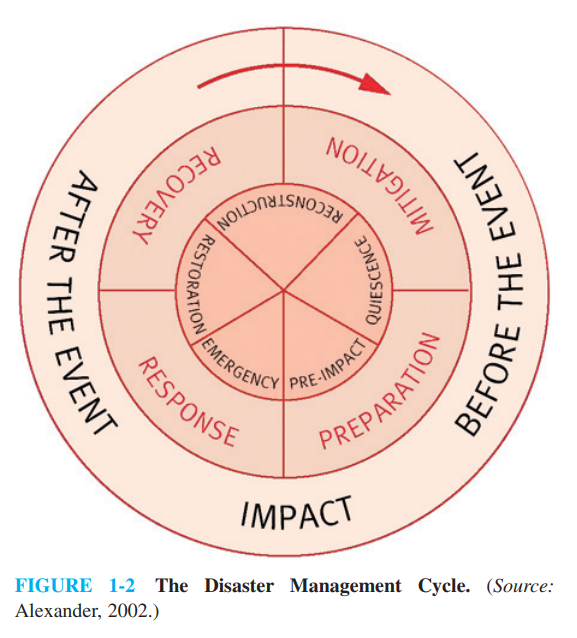 AFTER THE EVENT
BEFORE THE EVENT
IMPACT
RECOVERY
MITIGATION
RESPONSE
PREPARATION
RECONSTRUCTION
QUIESCENCE
PRE-IMPACT
EMERGENCY
RESTORATION
FIGURE 1-2 The Disaster Management Cycle. (Source:
Alexander, 2002.)